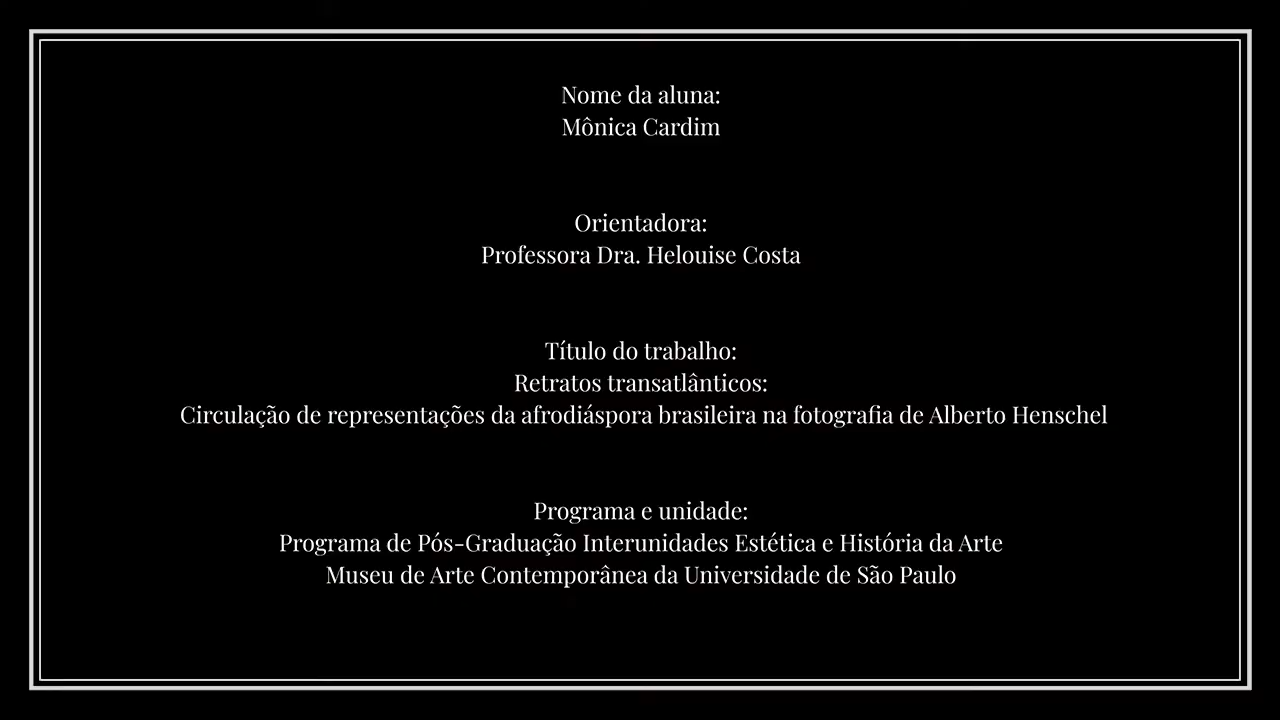 Nome da aluna:
Mônica Cardim
Orientadora:
Professora Dra. Helouise Costa
Título do trabalho:
Retratos transatlânticos:
Circulação de representações da afrodiáspora brasileira na fotografia de Alberto Henschel
Programa e unidade:
Programa de Pós-Graduação Interunidades Estética e História da Arte
Museu de Arte Contemporânea da Universidade de São Paulo